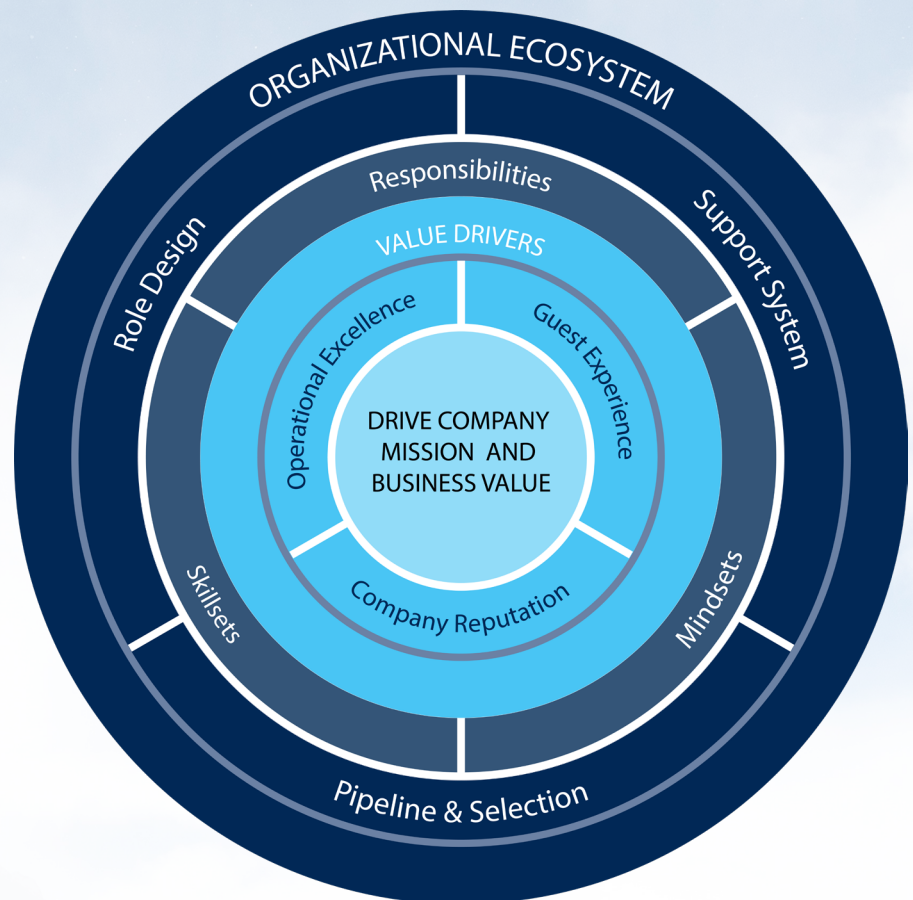 ORGANIZATIONAL ECOSYSTEM
Role Design
Support System
Pipeline & Selection
Responsibilities
Skillsets
Mindsets
VALUE DRIVERS
Operational Excellence
Guest Experience
Company Reputation
DRIVE COMPANY
MISSION AND
BUSINESS VALUE